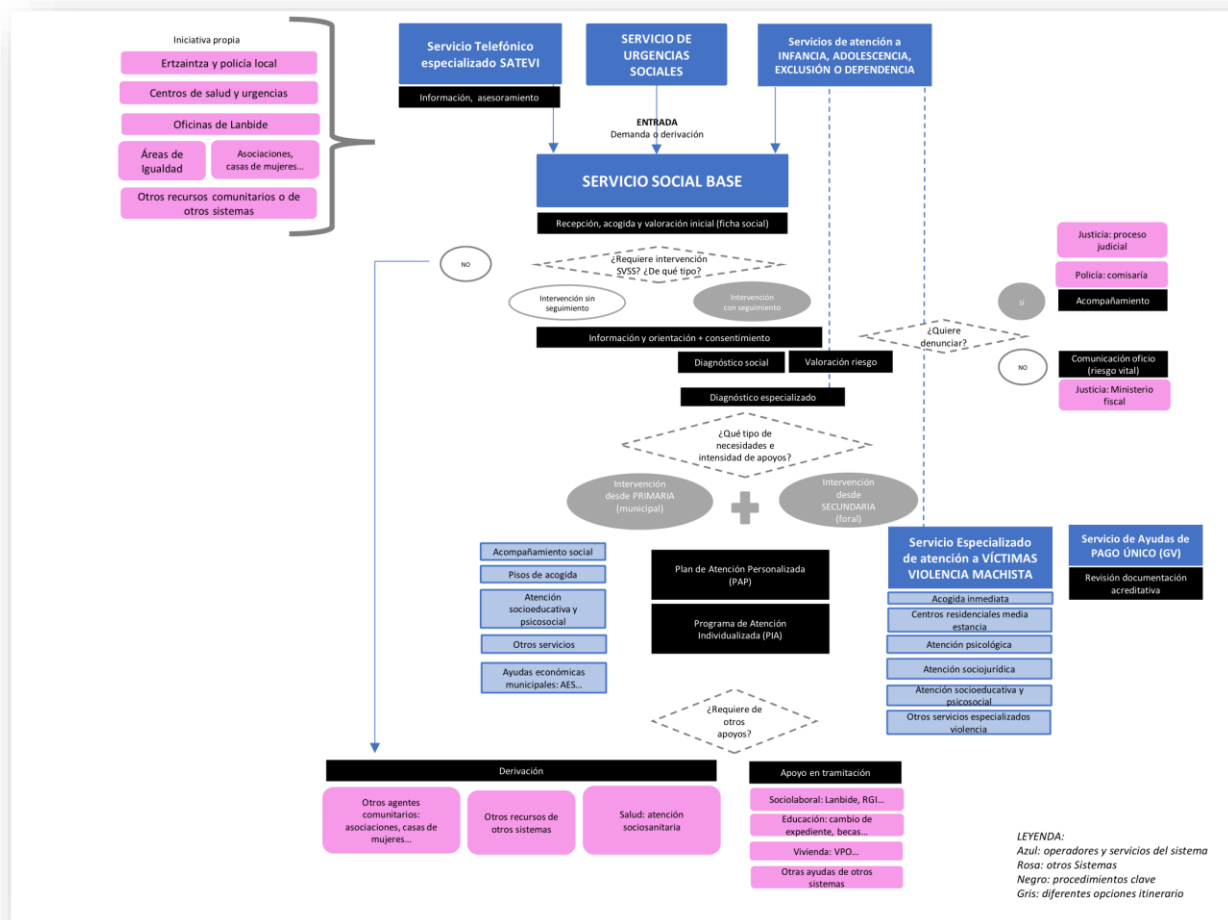 Iniciativa propia
Ertzaintza y policía local
Centros de salud y urgencias
Oficinas de Lanbide
Áreas de
Igualdad
Asociaciones,
casas de mujeres…
Otros recursos comunitarios o de
otros sistemas
Servicio Telefónico
especializado SATEVI
Información, asesoramiento
SERVICIO DE
URGENCIAS
SOCIALES
Servicios de atención a
INFANCIA, ADOLESCENCIA,
EXCLUSIÓN O DEPENDENCIA
ENTRADA
Demanda o derivación
SERVICIO SOCIAL BASE
Recepción, acogida y valoración inicial (ficha social)
NO
¿Requiere intervención
SVSS? ¿De qué tipo?
Intervención sin
seguimiento
Intervención
con seguimiento
Información y orientación + consentimiento
Diagnóstico social
Valoración riesgo
Diagnóstico especializado
¿Quiere
denunciar?
sí
Justicia: proceso
judicial
Policía: comisaría
Acompañamiento
NO
Comunicación oficio
(riesgo vital)
Justicia: Ministerio
fiscal
¿Qué tipo de
necesidades e
intensidad de apoyos?
Intervención
desde PRIMARIA
(municipal)
Intervención
desde
SECUNDARIA
(foral)
Acompañamiento social
Pisos de acogida
Atención
socioeducativa y
psicosocial
Otros servicios
Ayudas económicas
municipales: AES…
Plan de Atención Personalizada
(PAP)
Programa de Atención
Individualizada (PIA)
Servicio Especializado
de atención a VÍCTIMAS
VIOLENCIA MACHISTA
Acogida inmediata
Centros residenciales media
estancia
Atención psicológica
Atención sociojurídica
Atención socioeducativa y
psicosocial
Otros servicios especializados
violencia
Servicio de Ayudas de
PAGO ÚNICO (GV)
Revisión documentación
acreditativa
¿Requiere de
otros
apoyos?
Derivación
Otros agentes
comunitarios:
asociaciones, casas de
mujeres…
Otros recursos de
otros sistemas
Salud: atención
sociosanitaria
Apoyo en tramitación
Sociolaboral: Lanbide, RGI…
Educación: cambio de
expediente, becas…
Vivienda: VPO…
Otras ayudas de otros
sistemas
LEYENDA:
Azul: operadores y servicios del sistema
Rosa: otros Sistemas
Negro: procedimientos clave
Gris: diferentes opciones itinerario